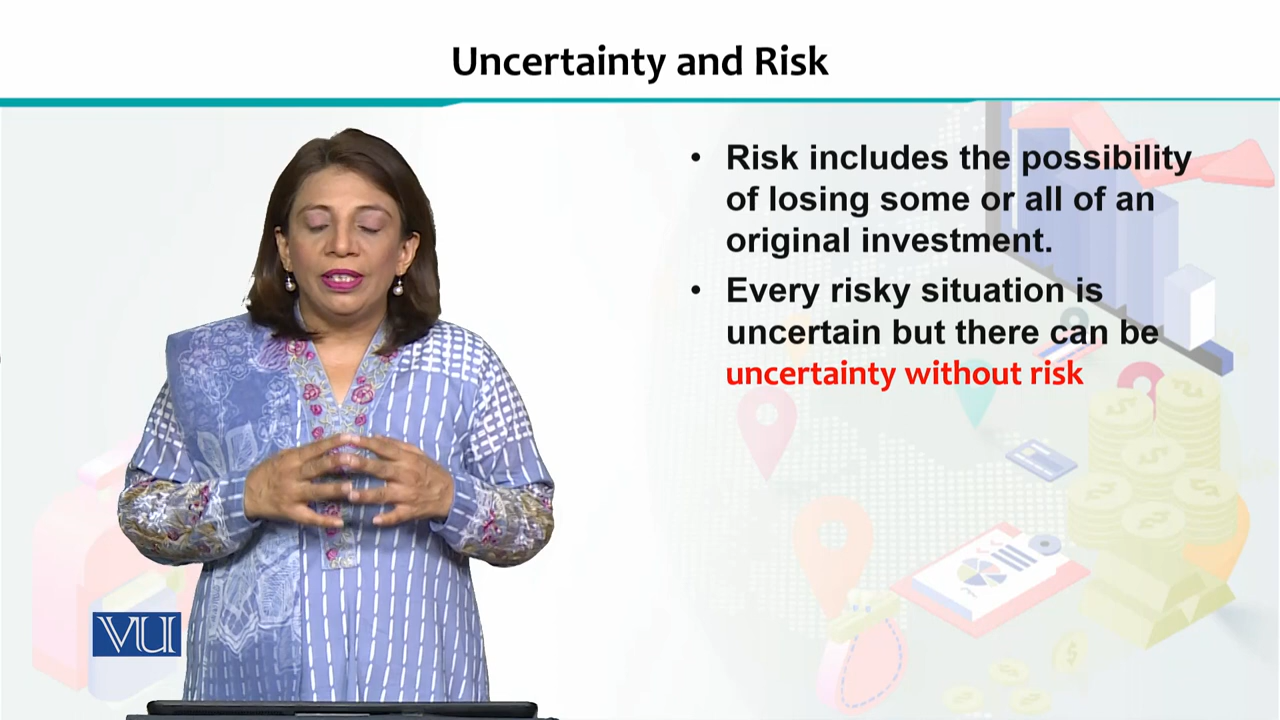 Uncertainty and Risk
• Risk includes the possibility
of losing some or all of an
original investment.
• Every risky situation is
uncertain but there can be
uncertainty without risk
VU